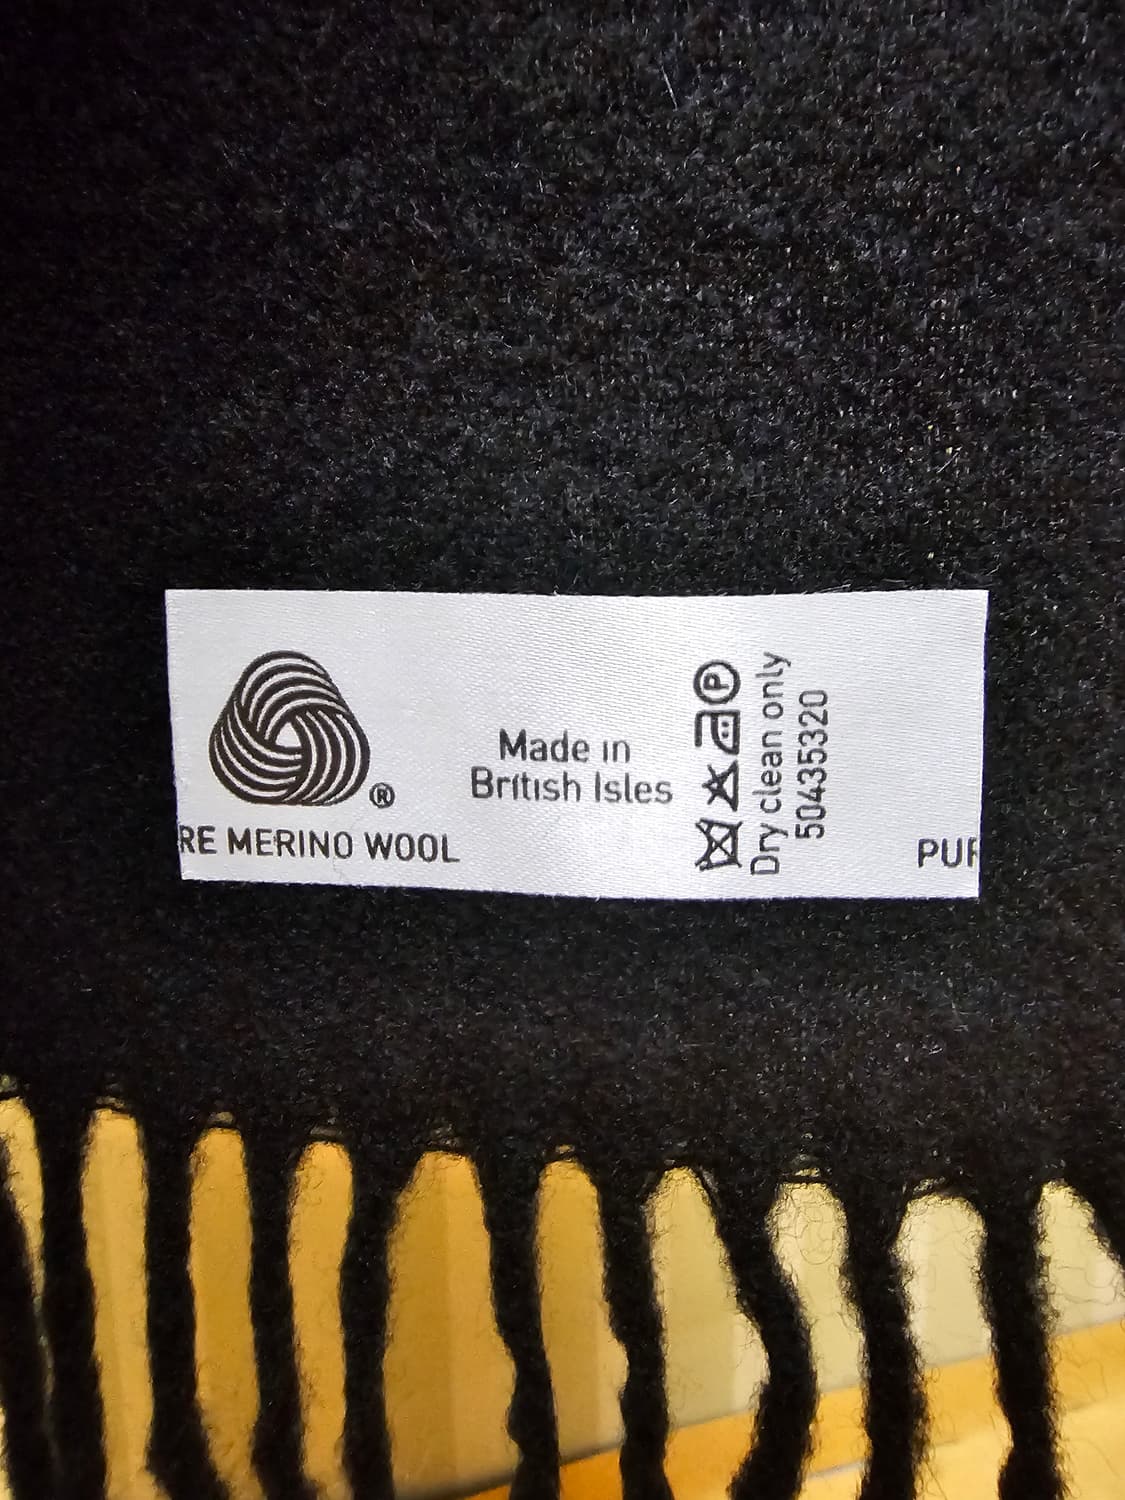 ®
RE MERINO WOOL
Made in
British Isles
P
Dry clean only
50435320
PUR